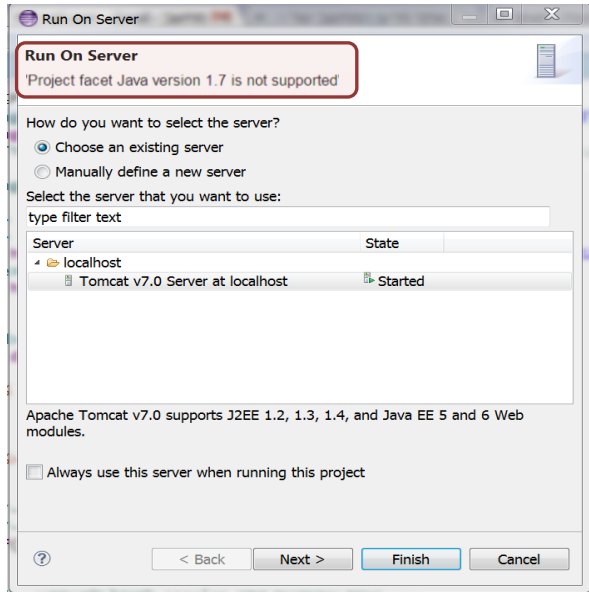 Run On Server
Run On Server
'Project facet Java version 1.7 is not supported'
How do you want to select the server?
Choose an existing server
Manually define a new server
Select the server that you want to use:
type filter text
Server State
localhost
Tomcat v7.0 Server at localhost Started
Apache Tomcat v7.0 supports J2EE 1.2, 1.3, 1.4, and Java EE 5 and 6 Web
modules.
Always use this server when running this project
? < Back Next > Finish Cancel